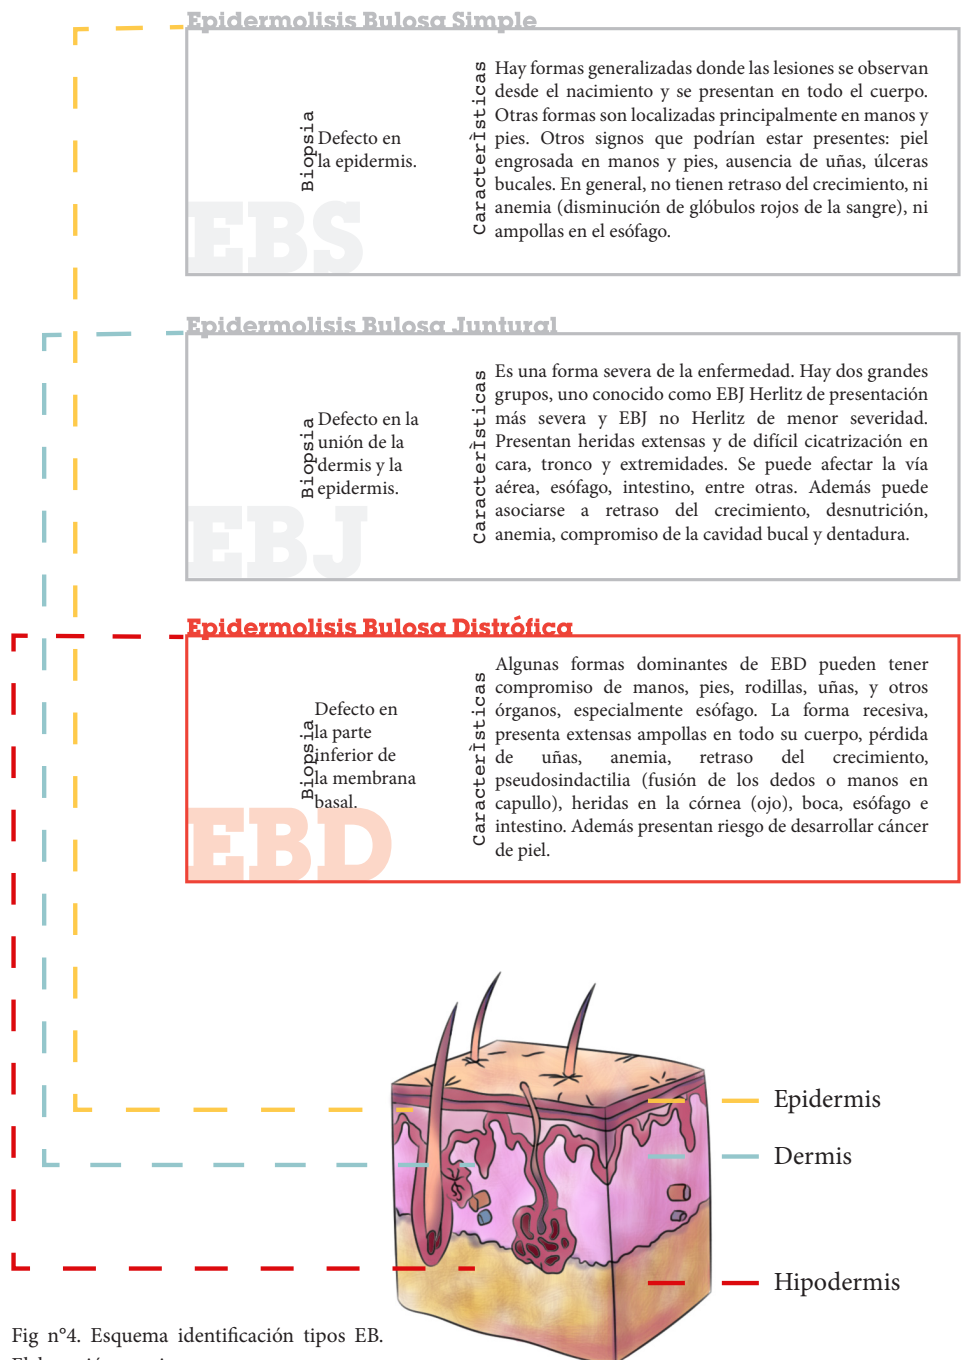 Epidermolisis Bulosa Simple
Biopsia
Defecto en
la epidermis.
CaracterÌsticas
Hay formas generalizadas donde las lesiones se observan
desde el nacimiento y se presentan en todo el cuerpo.
Otras formas son localizadas principalmente en manos y
pies. Otros signos que podrían estar presentes: piel
engrosada en manos y pies, ausencia de uñas, úlceras
bucales. En general, no tienen retraso del crecimiento, ni
anemia (disminución de glóbulos rojos de la sangre), ni
ampollas en el esófago.
EBS
Epidermolisis Bulosa Juntural
Biopsia
Defecto en la
unión de la
dermis y la
epidermis.
CaracterÌsticas
Es una forma severa de la enfermedad. Hay dos grandes
grupos, uno conocido como EBJ Herlitz de presentación
más severa y EBJ no Herlitz de menor severidad.
Presentan heridas extensas y de difícil cicatrización en
cara, tronco y extremidades. Se puede afectar la vía
aérea, esófago, intestino, entre otras. Además puede
asociarse a retraso del crecimiento, desnutrición,
anemia, compromiso de la cavidad bucal y dentadura.
EBJ
Epidermolisis Bulosa Distrófica
Biopsia
Defecto en
la parte
inferior de
la membrana
basal.
CaracterÌsticas
Algunas formas dominantes de EBD pueden tener
compromiso de manos, pies, rodillas, uñas, y otros
órganos, especialmente esófago. La forma recesiva,
presenta extensas ampollas en todo su cuerpo, pérdida
de uñas, anemia, retraso del crecimiento,
pseudosindactilia (fusión de los dedos o manos en
capullo), heridas en la córnea (ojo), boca, esófago e
intestino. Además presentan riesgo de desarrollar cáncer
de piel.
EBD
Epidermis
Dermis
Hipodermis
Fig n°4. Esquema identificación tipos EB.